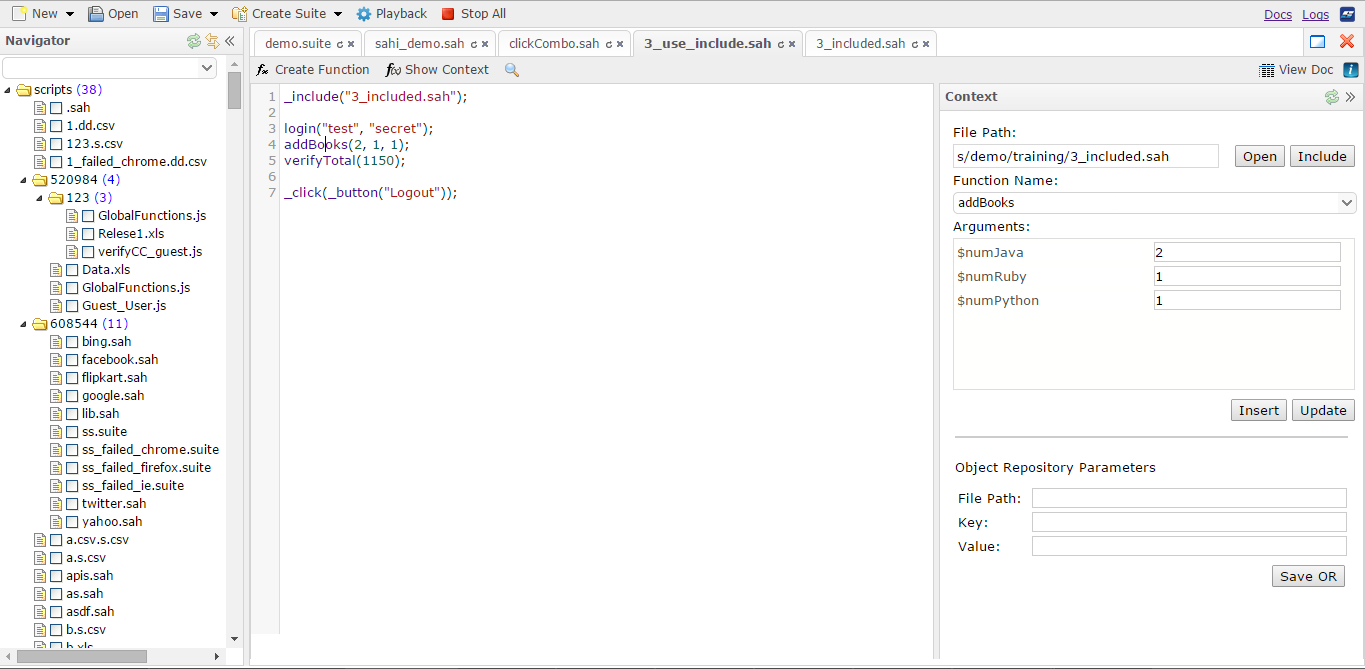 New Open Save Create Suite Playback Stop All Docs Logs
Navigator
scripts (38)
.sah
1.dd.csv
123.s.csv
1_failed_chrome.dd.csv
520984 (4)
123 (3)
GlobalFunctions.js
Relese1.xls
verifyCC_guest.js
Data.xls
GlobalFunctions.js
Guest_User.js
608544 (11)
bing.sah
facebook.sah
flipkart.sah
google.sah
lib.sah
ss.suite
ss_failed_chrome.suite
ss_failed_firefox.suite
ss_failed_ie.suite
twitter.sah
yahoo.sah
a.csv.s.csv
a.s.csv
apis.sah
as.sah
asdf.sah
b.s.csv
b.xls
demo.suite sahi_demo.sah clickCombo.sah 3_use_include.sah 3_included.sah
Create Function Show Context View Doc
1 _include("3_included.sah");
2
3 login("test", "secret");
4 addBooks(2, 1, 1);
5 verifyTotal(1150);
6
7 _click(_button("Logout"));
Context
File Path:
s/demo/training/3_included.sah Open Include
Function Name:
addBooks
Arguments:
$numJava 2
$numRuby 1
$numPython 1
Insert Update
Object Repository Parameters
File Path:
Key:
Value:
Save OR